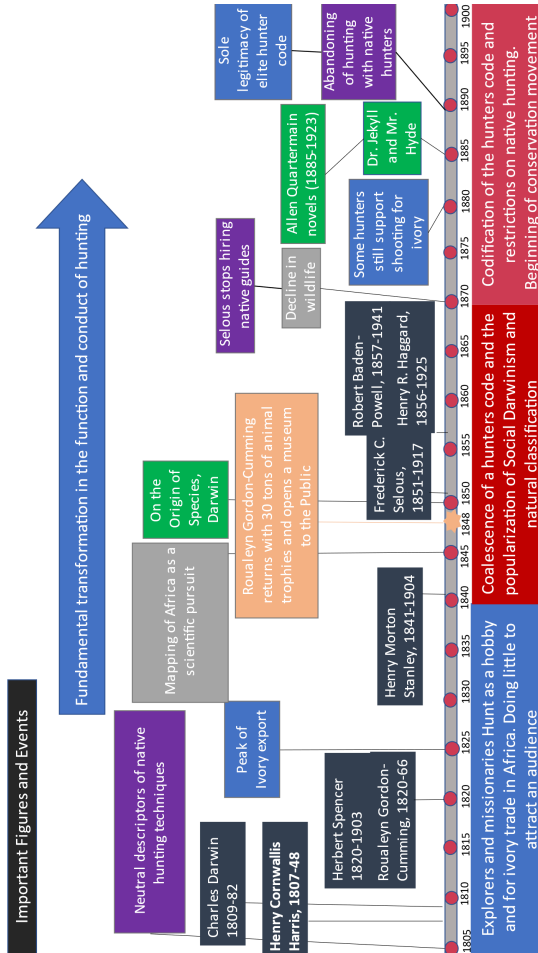 Important Figures and Events
Fundamental transformation in the function and conduct of hunting
Neutral descriptors of native
hunting techniques
Mapping of Africa as a
scientific pursuit
On the
Origin of
Species,
Darwin
Selous stops hiring
native guides
Sole
legitimacy of
elite hunter
code
Charles Darwin
1809-82
Peak of
Ivory export
Roualeyn Gordon-Cumming
returns with 30 tons of animal
trophies and opens a museum
to the Public
Decline in
wildlife
Allen Quartermain
novels (1885-1923)
Abandoning
of hunting
with native
hunters
Henry Cornwallis
Harris, 1807-48
Herbert Spencer
1820-1903
Roualeyn Gordon-
Cumming, 1820-66
Henry Morton
Stanley, 1841-1904
Frederick C.
Selous,
1851-1917
Robert Baden-
Powell, 1857-1941
Henry R. Haggard,
1856-1925
Some hunters
still support
shooting for
ivory
Dr. Jekyll
and Mr.
Hyde
1805 1810 1815 1820 1825 1830 1835 1840 1845 1848 1850 1855 1860 1865 1870 1875 1880 1885 1890 1895 1900
Explorers and missionaries Hunt as a hobby
and for ivory trade in Africa. Doing little to
attract an audience
Coalescence of a hunters code and the
popularization of Social Darwinism and
natural classification
Codification of the hunters code and
restrictions on native hunting.
Beginning of conservation movement